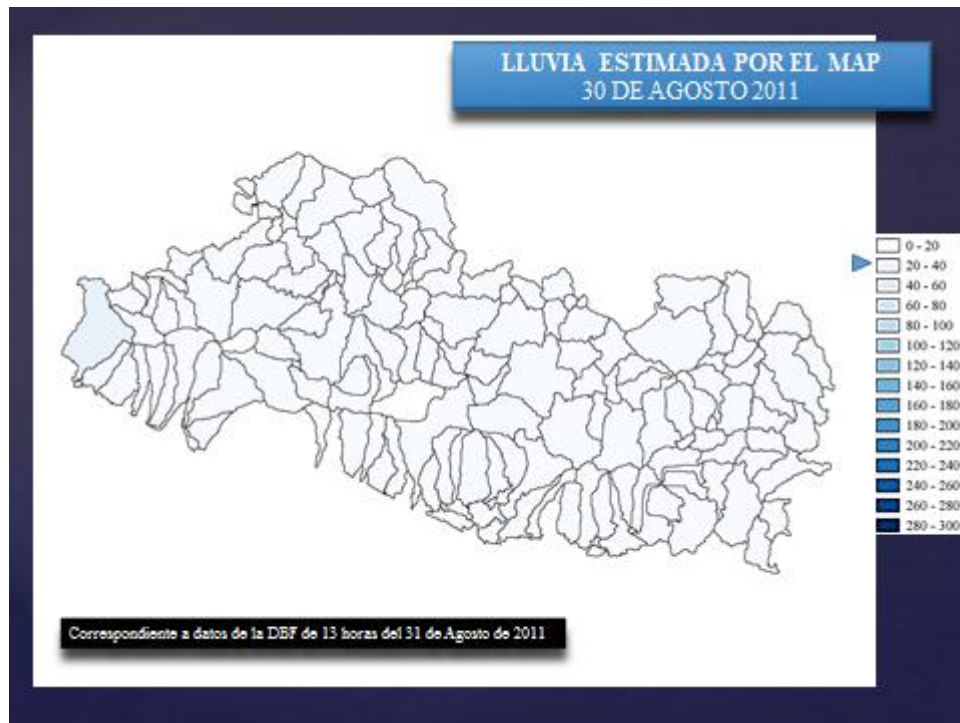 LLUVIA ESTIMADA POR EL MAP
30 DE AGOSTO 2011
0 - 20
20 - 40
40 - 60
60 - 80
80 - 100
100 - 120
120 - 140
140 - 160
160 - 180
180 - 200
200 - 220
220 - 240
240 - 260
260 - 280
280 - 300
Correspondiente a datos de la DBF de 13 horas del 31 de Agosto de 2011